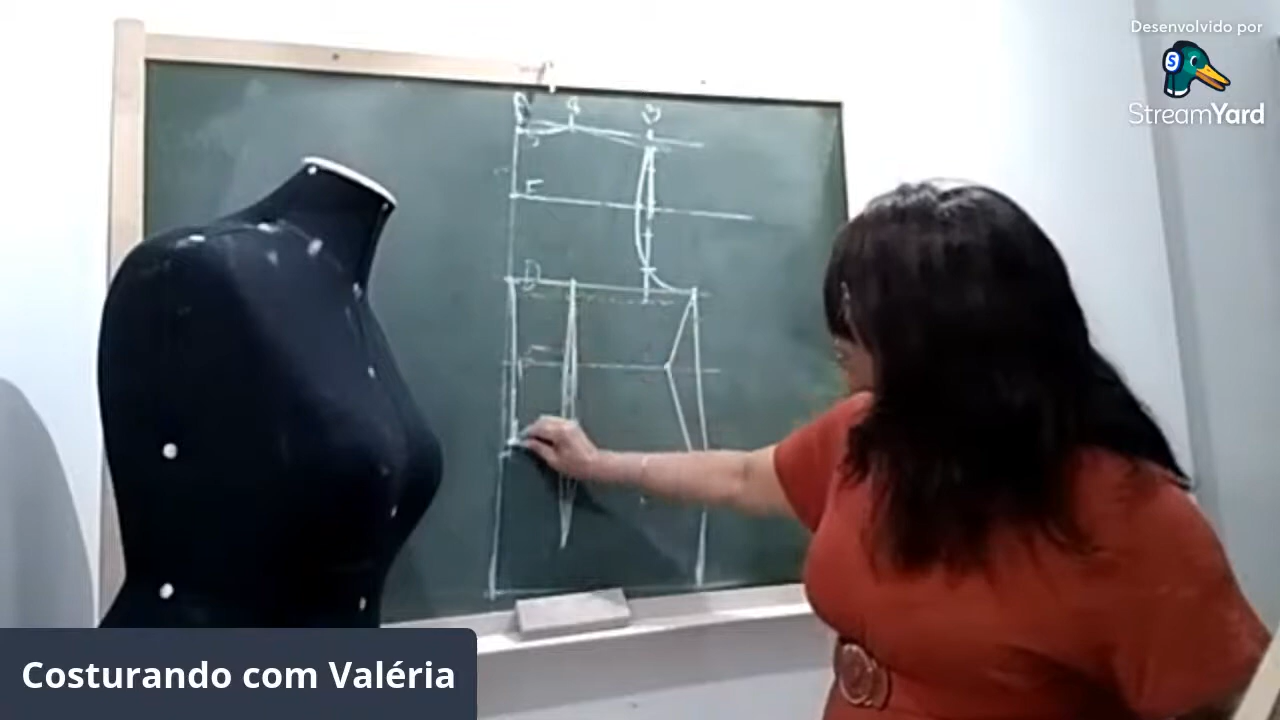 Desenvolvido por
S
StreamYard
F
D
Costurando com Valéria